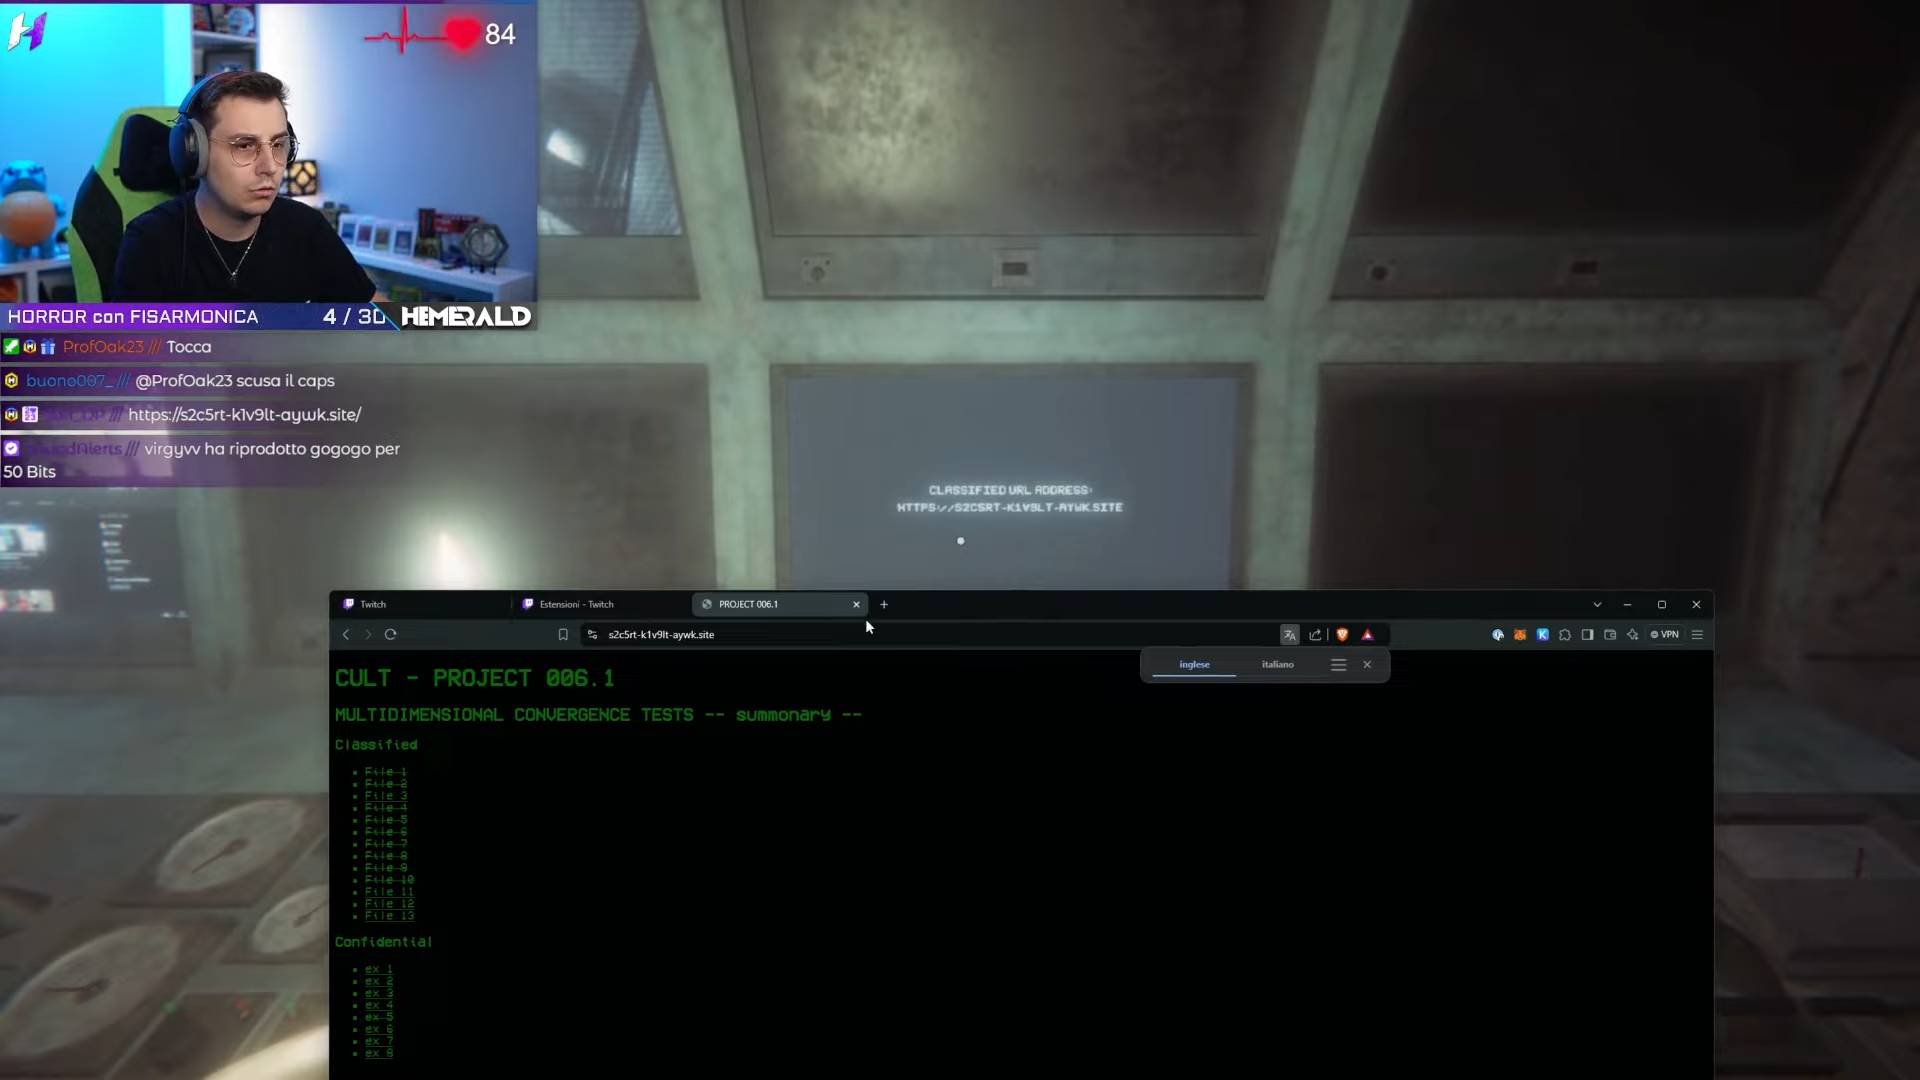 84
HORROR con FISARMONICA 4 / 30 HEMERALD
ProfOak23 /// Tocca
buono007_ /// @ProfOak23 scusa il caps
/// https://s2c5rt-k1v9lt-aywk.site/
/// virgyvv ha riprodotto gogogo per
50 Bits
CLASSIFIED URL ADDRESS:
HTTPS://S2C5RT-K1V9LT-AYWK.SITE
Twitch
Estensioni - Twitch
PROJECT 006.1
s2c5rt-k1v9lt-aywk.site
VPN
inglese
italiano
CULT - PROJECT 006.1
MULTIDIMENSIONAL CONVERGENCE TESTS -- summonary --
Classified
File 1
File 2
File 3
File 4
File 5
File 6
File 7
File 8
File 9
File 10
File 11
File 12
File 13
Confidential
ex 1
ex 2
ex 3
ex 4
ex 5
ex 6
ex 7
ex 8